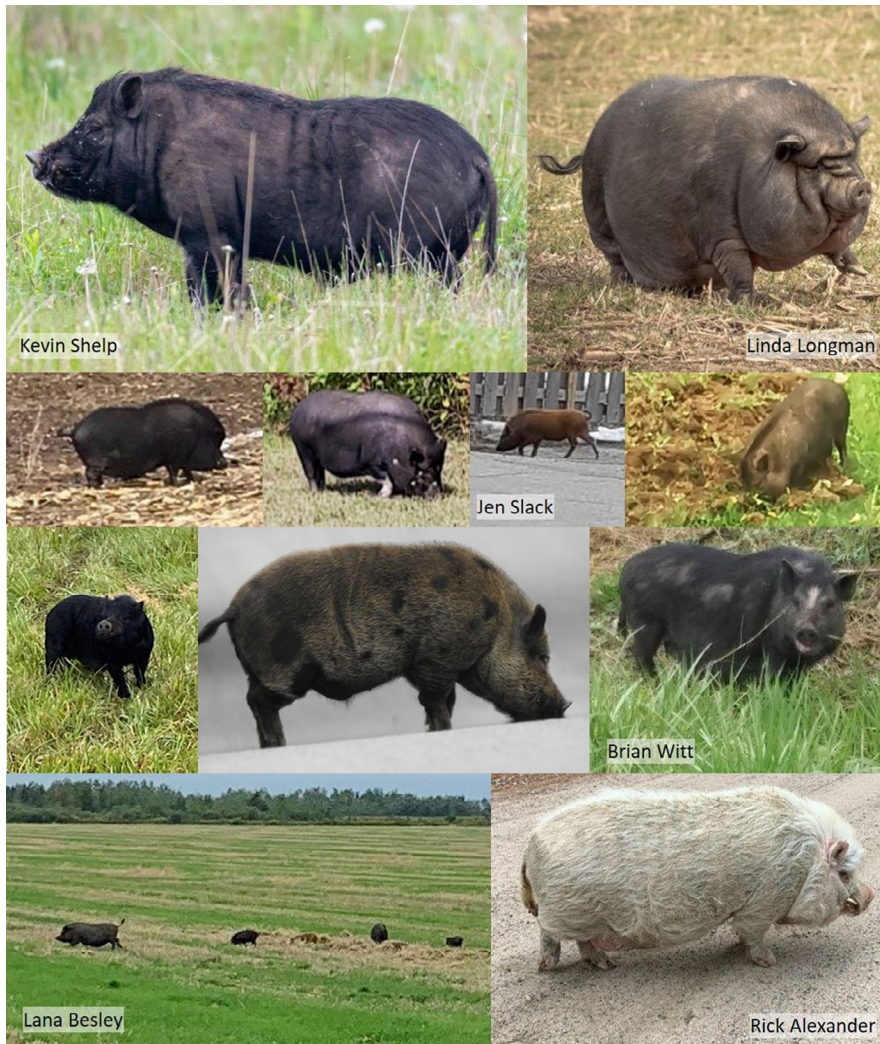 Kevin Shelp
Linda Longman
Jen Slack
Brian Witt
Lana Besley
Rick Alexander